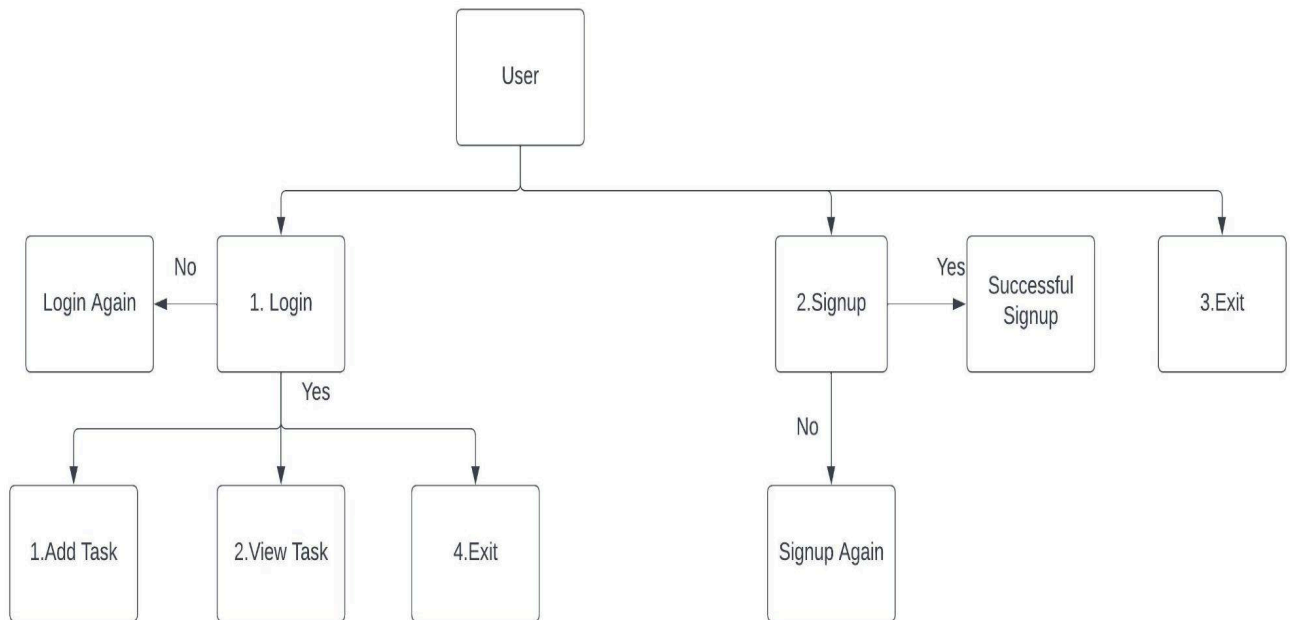 User
No
Yes
Login Again
1. Login
2.Signup
Successful
Signup
3.Exit
Yes
No
1.Add Task
2.View Task
4.Exit
Signup Again